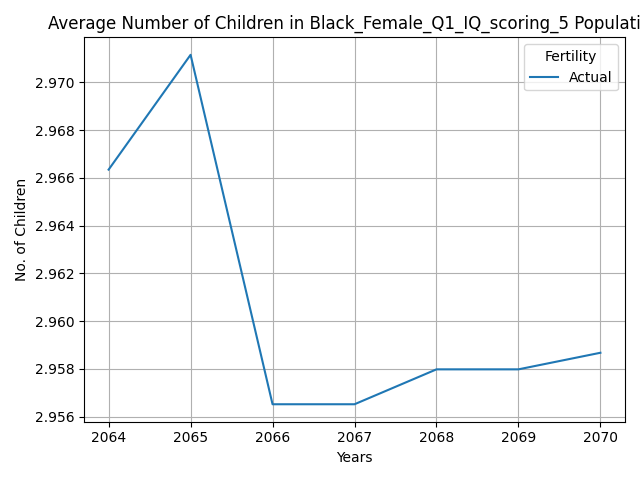 Average Number of Children in Black_Female_Q1_IQ_scoring_5 Populati
Fertility
Actual
No. of Children
2.970
2.968
2.966
2.964
2.962
2.960
2.958
2.956
2064 2065 2066 2067 2068 2069 2070
Years